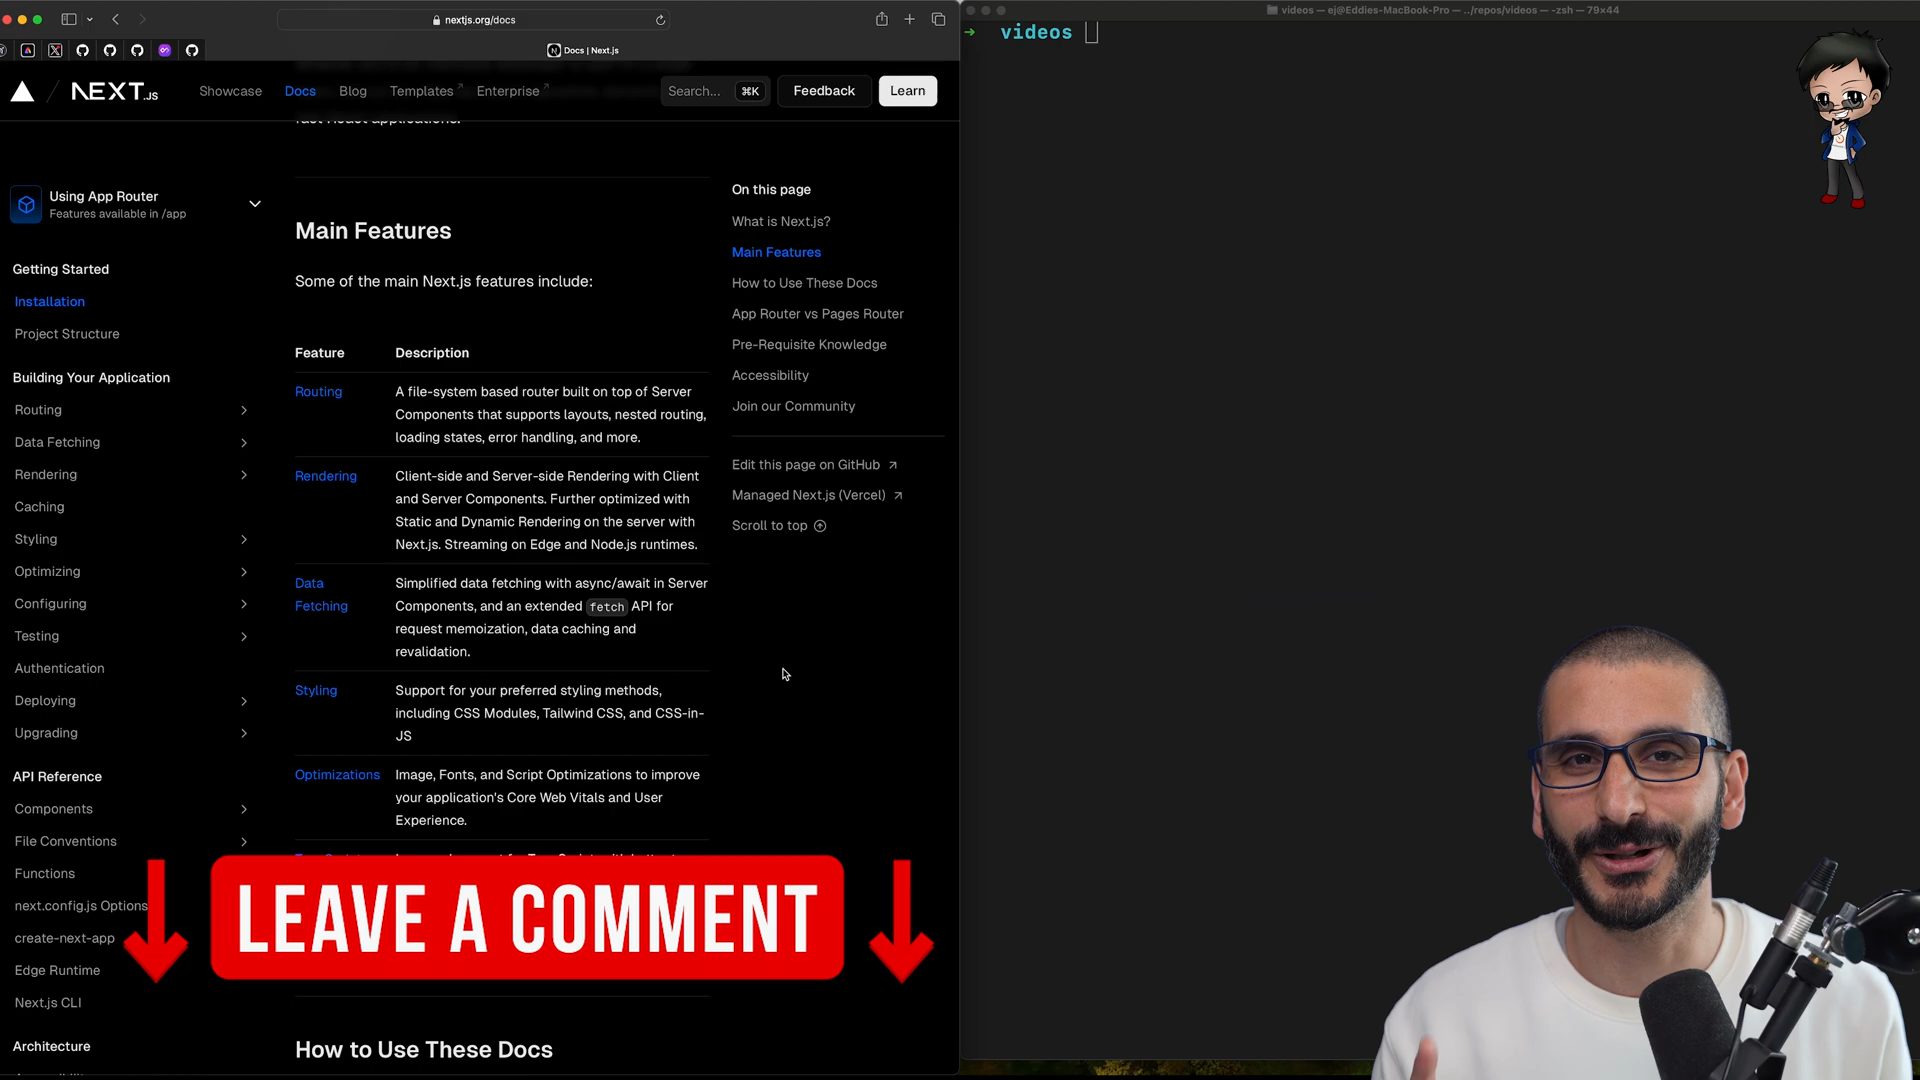 nextjs.org/docs
Docs | Next.js
NEXT.JS
Showcase
Docs
Blog
Templates
Enterprise
Search...
⌘K
Feedback
Learn
fast React applications.
Using App Router
Features available in /app
Getting Started
Installation
Project Structure
Building Your Application
Routing
Data Fetching
Rendering
Caching
Styling
Optimizing
Configuring
Testing
Authentication
Deploying
Upgrading
API Reference
Components
File Conventions
Functions
next.config.js Options
create-next-app
Edge Runtime
Next.js CLI
Architecture
Main Features
Some of the main Next.js features include:
Feature Description
Routing
A file-system based router built on top of Server
Components that supports layouts, nested routing,
loading states, error handling, and more.
Rendering
Client-side and Server-side Rendering with Client
and Server Components. Further optimized with
Static and Dynamic Rendering on the server with
Next.js. Streaming on Edge and Node.js runtimes.
Data
Fetching
Simplified data fetching with async/await in Server
Components, and an extended fetch API for
request memoization, data caching and
revalidation.
Styling
Support for your preferred styling methods,
including CSS Modules, Tailwind CSS, and CSS-in-
JS
Optimizations
Image, Fonts, and Script Optimizations to improve
your application's Core Web Vitals and User
Experience.
LEAVE A COMMENT
How to Use These Docs
On this page
What is Next.js?
Main Features
How to Use These Docs
App Router vs Pages Router
Pre-Requisite Knowledge
Accessibility
Join our Community
Edit this page on GitHub
Managed Next.js (Vercel)
Scroll to top
videos — ej@Eddies-MacBook-Pro — ../repos/videos — -zsh — 79×44
→ videos